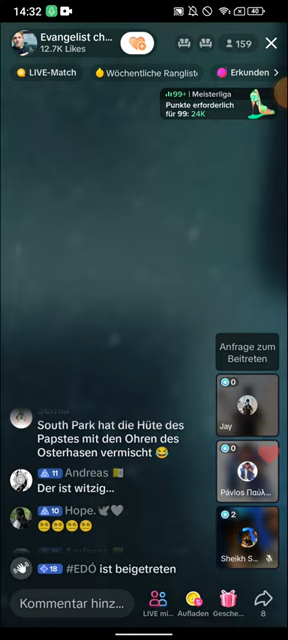 14:32
40
Evangelist ch...
12.7K Likes
159
LIVE-Match
Wöchentliche Rangliste
Erkunden
99+ | Meisterliga
Punkte erforderlich
für 99: 24K
Anfrage zum
Beitreten
0
Jay
South Park hat die Hüte des
Papstes mit den Ohren des
Osterhasen vermischt 😂
11 Andreas
Der ist witzig...
0
Pávlos Παύλ...
10 Hope. 🕊🤍
2
Sheikh S...
18 #EDÓ ist beigetreten
Kommentar hinz...
LIVE mi...
Aufladen
Gesche...